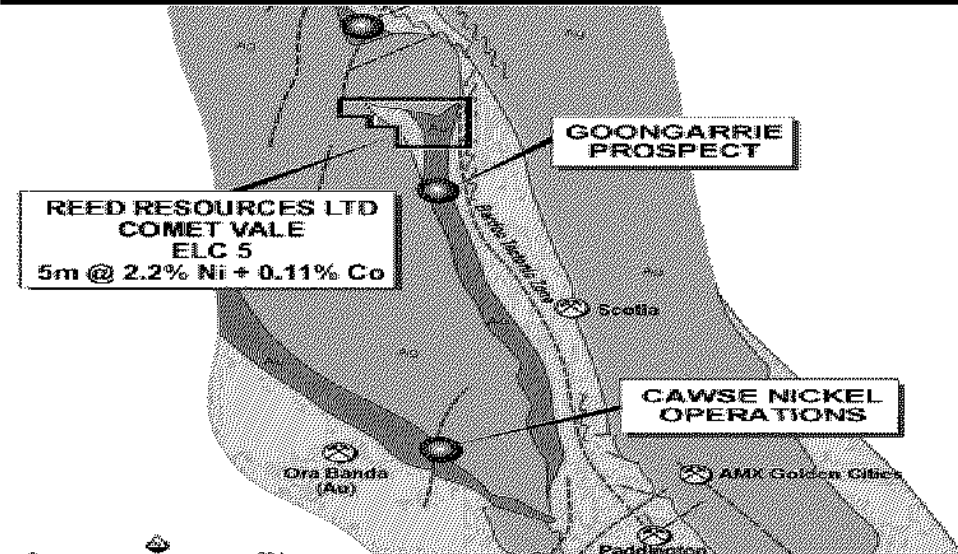 GOONGARRIE
PROSPECT
REED RESOURCES LTD
COMET VALE
ELC 5
5m @ 2.2% Ni + 0.11% Co
Scotia
CAWSE NICKEL
OPERATIONS
Ora Banda
(Au)
AMX Golden Cities
Paddington